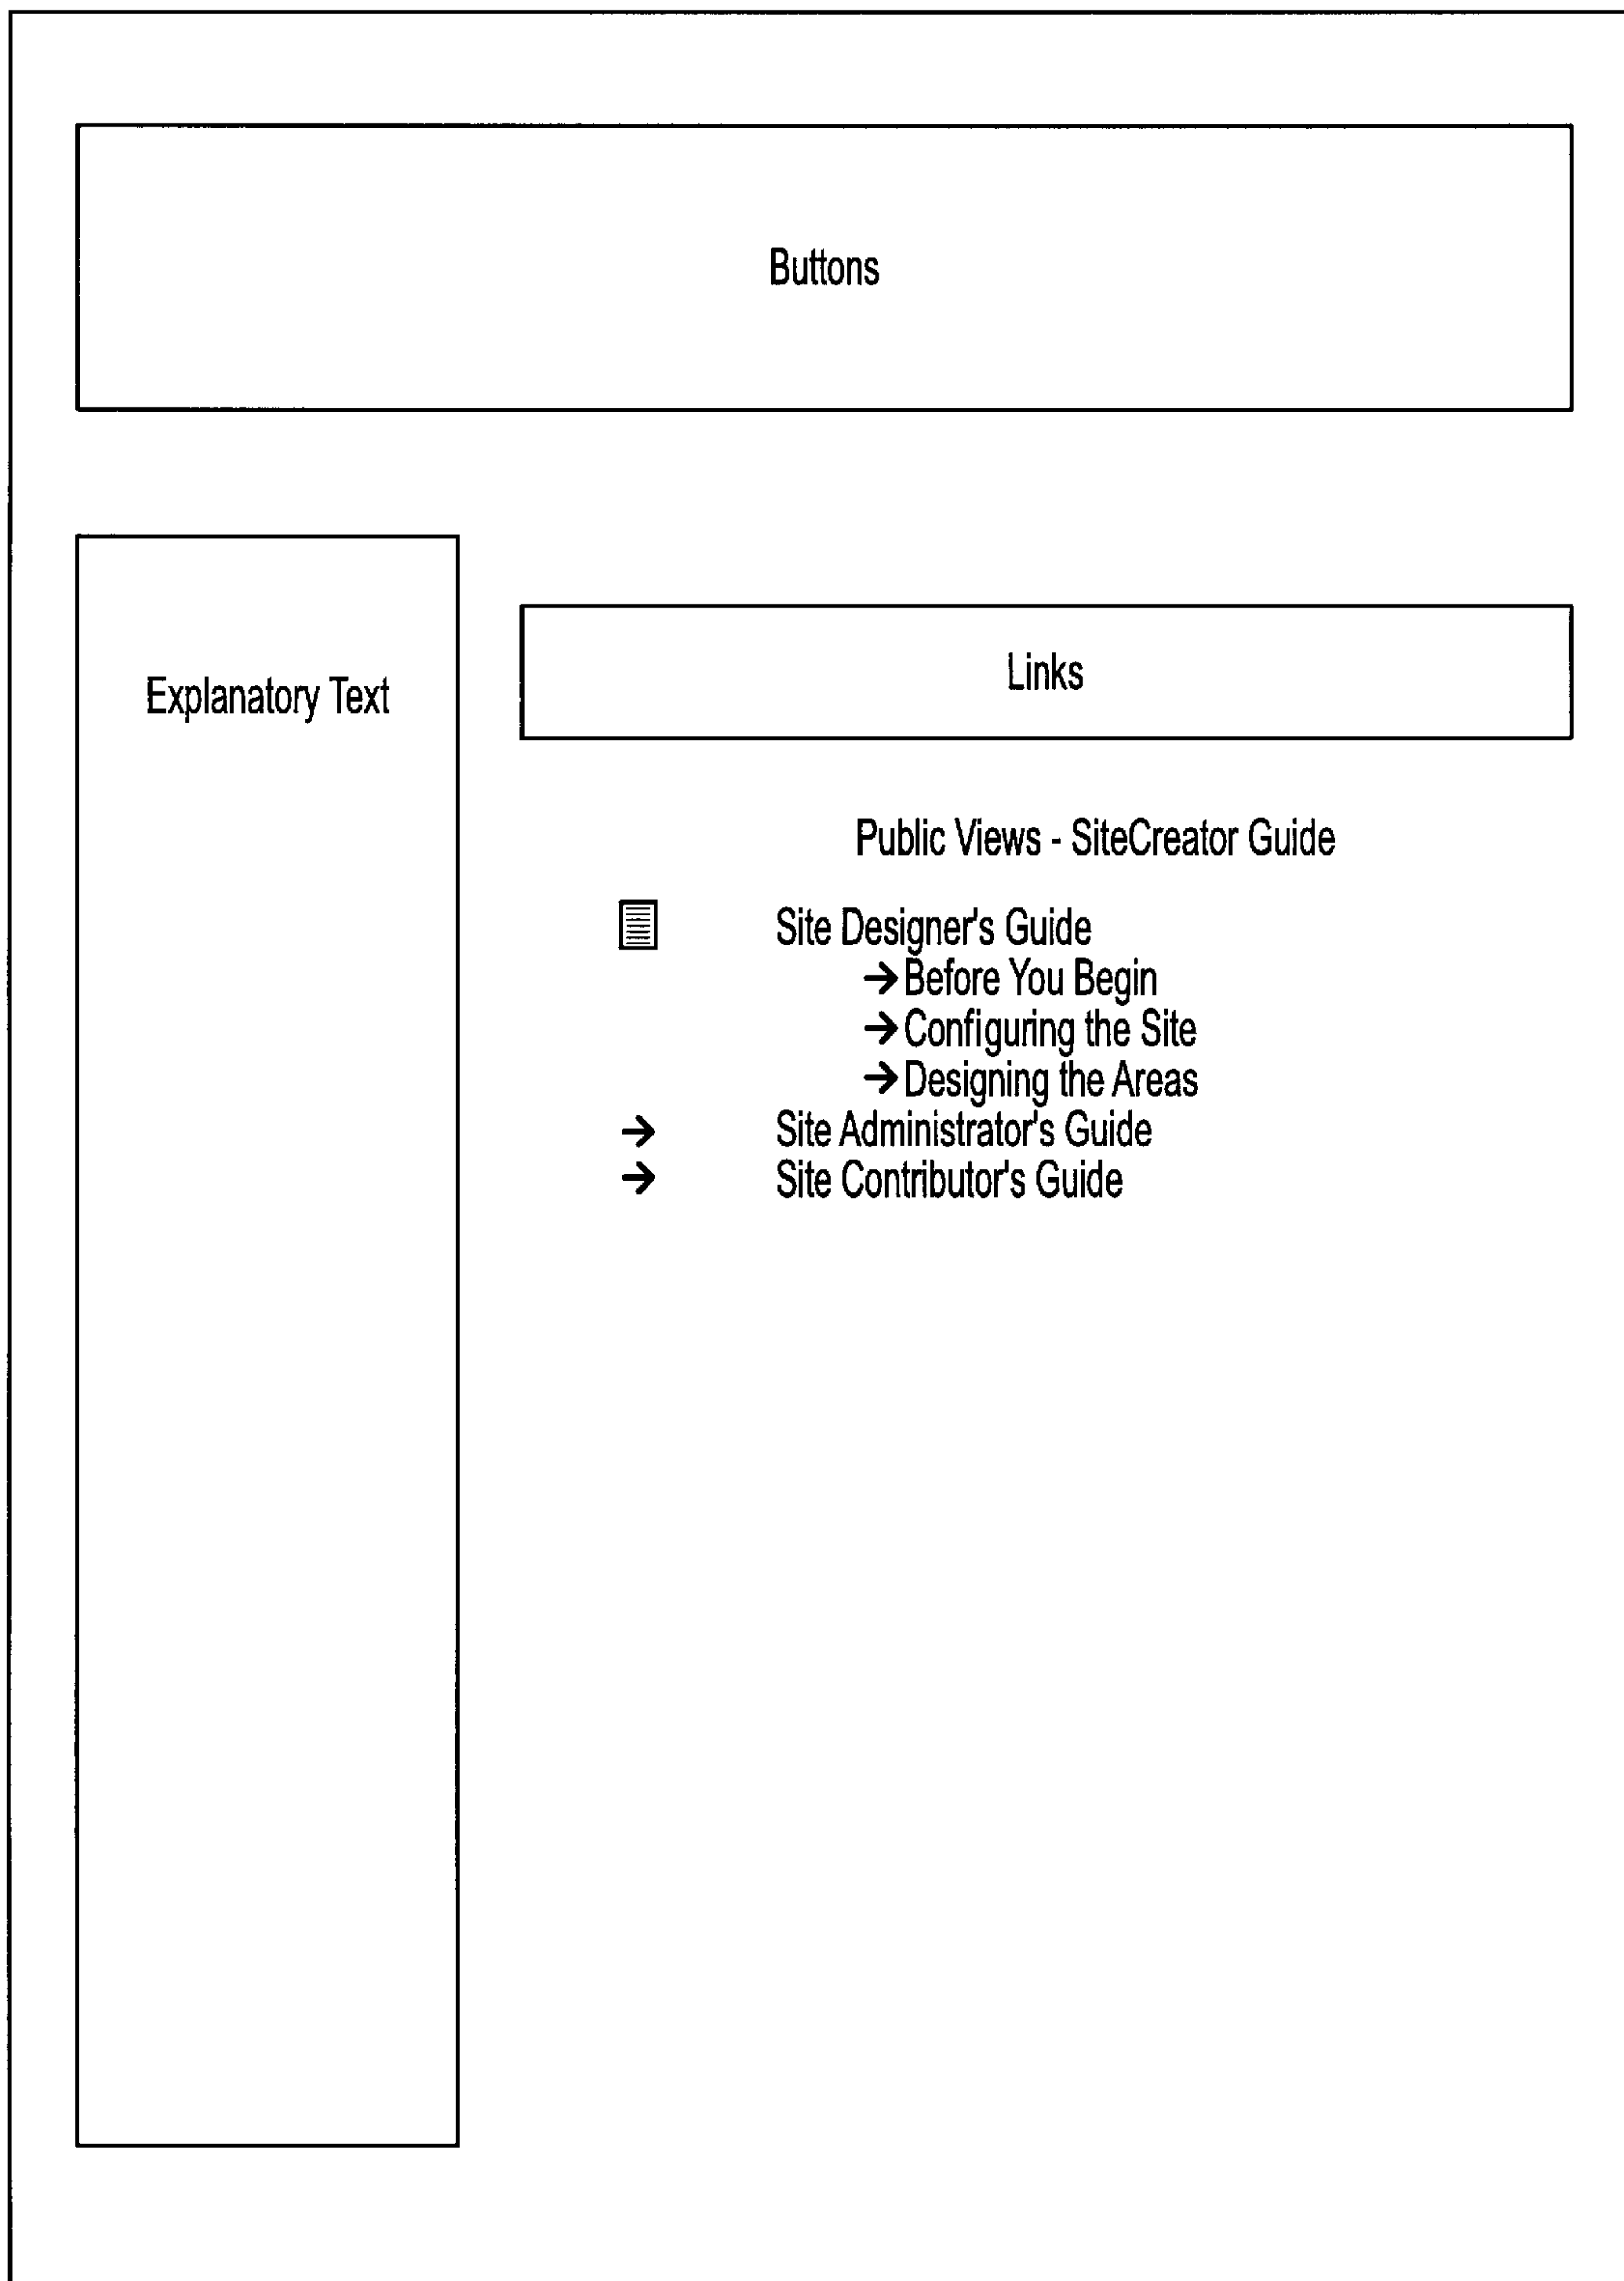 Buttons
Explanatory Text
Links
Public Views - SiteCreator Guide
Site Designer's Guide
→Before You Begin
→Configuring the Site
→Designing the Areas
→ Site Administrator's Guide
→ Site Contributor's Guide